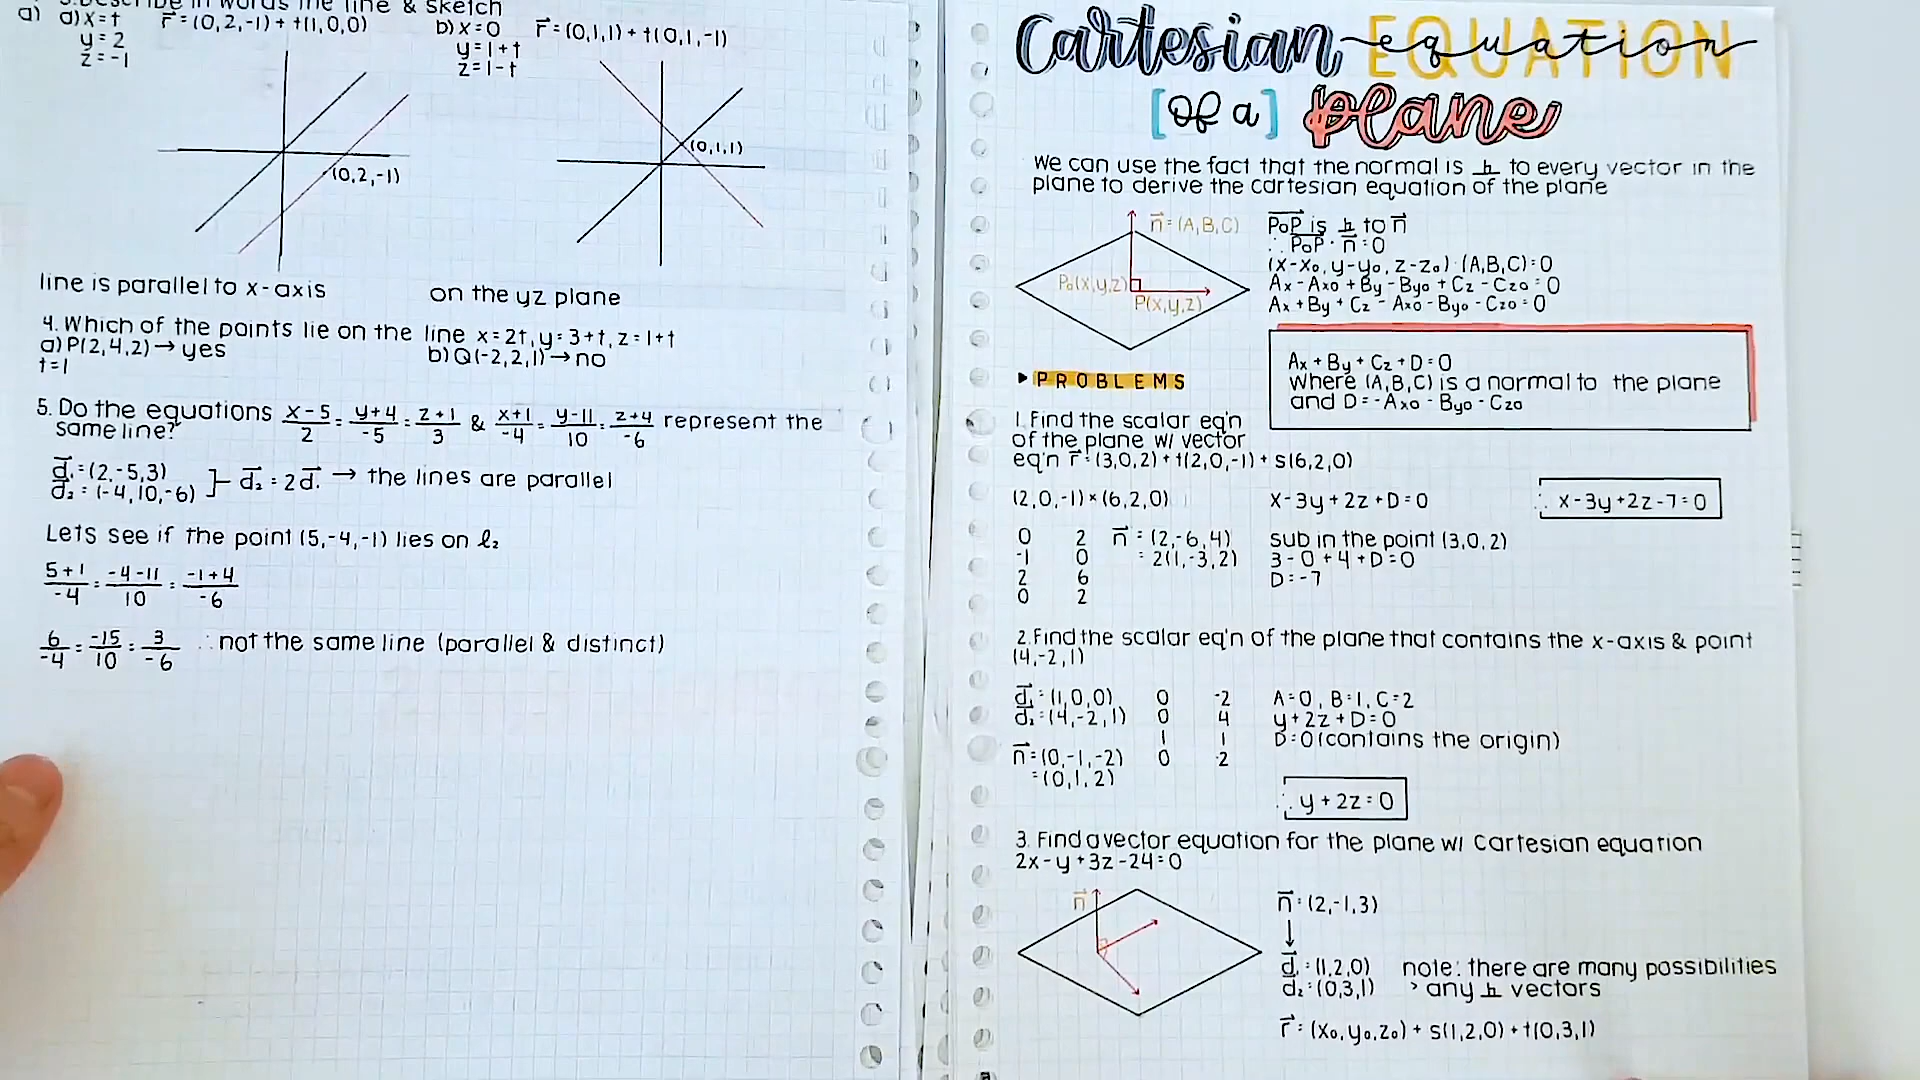 3. Describe in words the line & sketch
a) a) x=t r⃗=(0,2,-1)+t(1,0,0)
y=2
z=-1
b) x=0 r⃗=(0,1,1)+t(0,1,-1)
y=1+t
z=1-t
(0,2,-1)
(0,1,1)
line is parallel to x-axis
on the yz plane
4. Which of the points lie on the line x=2t, y=3+t, z=1+t
a) P(2,4,2)→yes
t=1
b) Q(-2,2,1)→no
5. Do the equations (x-5)/2=(y+4)/-5=(z+1)/3 & (x+1)/-4=(y-11)/10=(z+4)/-6 represent the
same line?
d⃗₁=(2,-5,3)
d⃗₂=(-4,10,-6) ]- d⃗₂=2d⃗₁ → the lines are parallel
Lets see if the point (5,-4,-1) lies on ℓ₂
(5+1)/-4=(-4-11)/10=(-1+4)/-6
6/-4=-15/10=3/-6 ∴ not the same line (parallel & distinct)
Cartesian EQUATION
equation
[of a] plane
We can use the fact that the normal is ⊥ to every vector in the
plane to derive the cartesian equation of the plane
n⃗=(A,B,C)
P₀(x,y,z)
P(x,y,z)
P₀P is ⊥ to n⃗
∴ P₀P · n⃗=0
(x-x₀, y-y₀, z-z₀)·(A,B,C)=0
Ax-Ax₀+By-By₀+Cz-Cz₀=0
Ax+By+Cz-Ax₀-By₀-Cz₀=0
Ax+By+Cz+D=0
where (A,B,C) is a normal to the plane
and D=-Ax₀-By₀-Cz₀
▸ PROBLEMS
1. Find the scalar eq'n
of the plane w/ vector
eq'n r⃗=(3,0,2)+t(2,0,-1)+s(6,2,0)
(2,0,-1)×(6,2,0)
0 2
-1 0
2 6
0 2
n⃗=(2,-6,4)
=2(1,-3,2)
x-3y+2z+D=0
sub in the point (3,0,2)
3-0+4+D=0
D=-7
∴ x-3y+2z-7=0
2. Find the scalar eq'n of the plane that contains the x-axis & point
(4,-2,1)
d⃗₁=(1,0,0)
d⃗₂=(4,-2,1)
n⃗=(0,-1,-2)
=(0,1,2)
0 -2
0 4
1 1
0 -2
A=0, B=1, C=2
y+2z+D=0
D=0 (contains the origin)
∴ y+2z=0
3. Find a vector equation for the plane w/ Cartesian equation
2x-y+3z-24=0
n⃗
n⃗=(2,-1,3)
↓
d⃗₁=(1,2,0) note: there are many possibilities
d⃗₂=(0,3,1) > any ⊥ vectors
r⃗=(x₀,y₀,z₀)+s(1,2,0)+t(0,3,1)